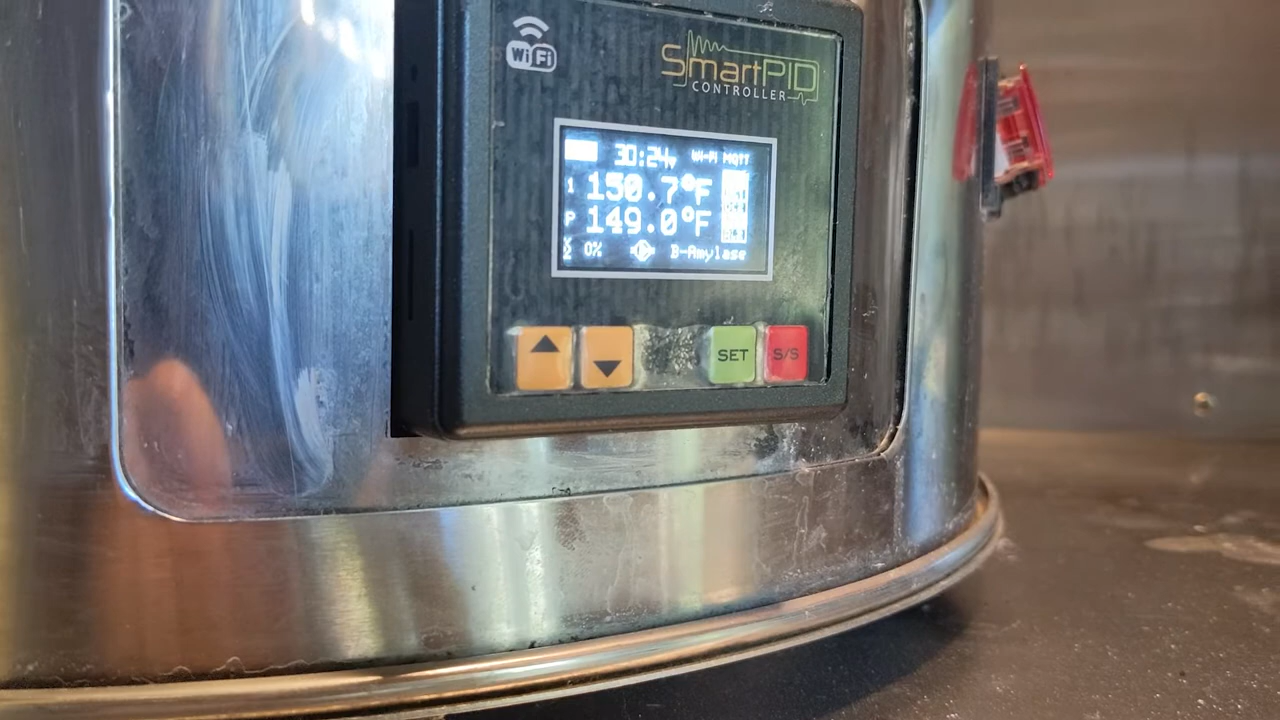 WiFi
SmartPID
CONTROLLER
30:24 Wi-Fi MQTT
1 150.7°F
P 149.0°F
0% B-Amylase
SET S/S